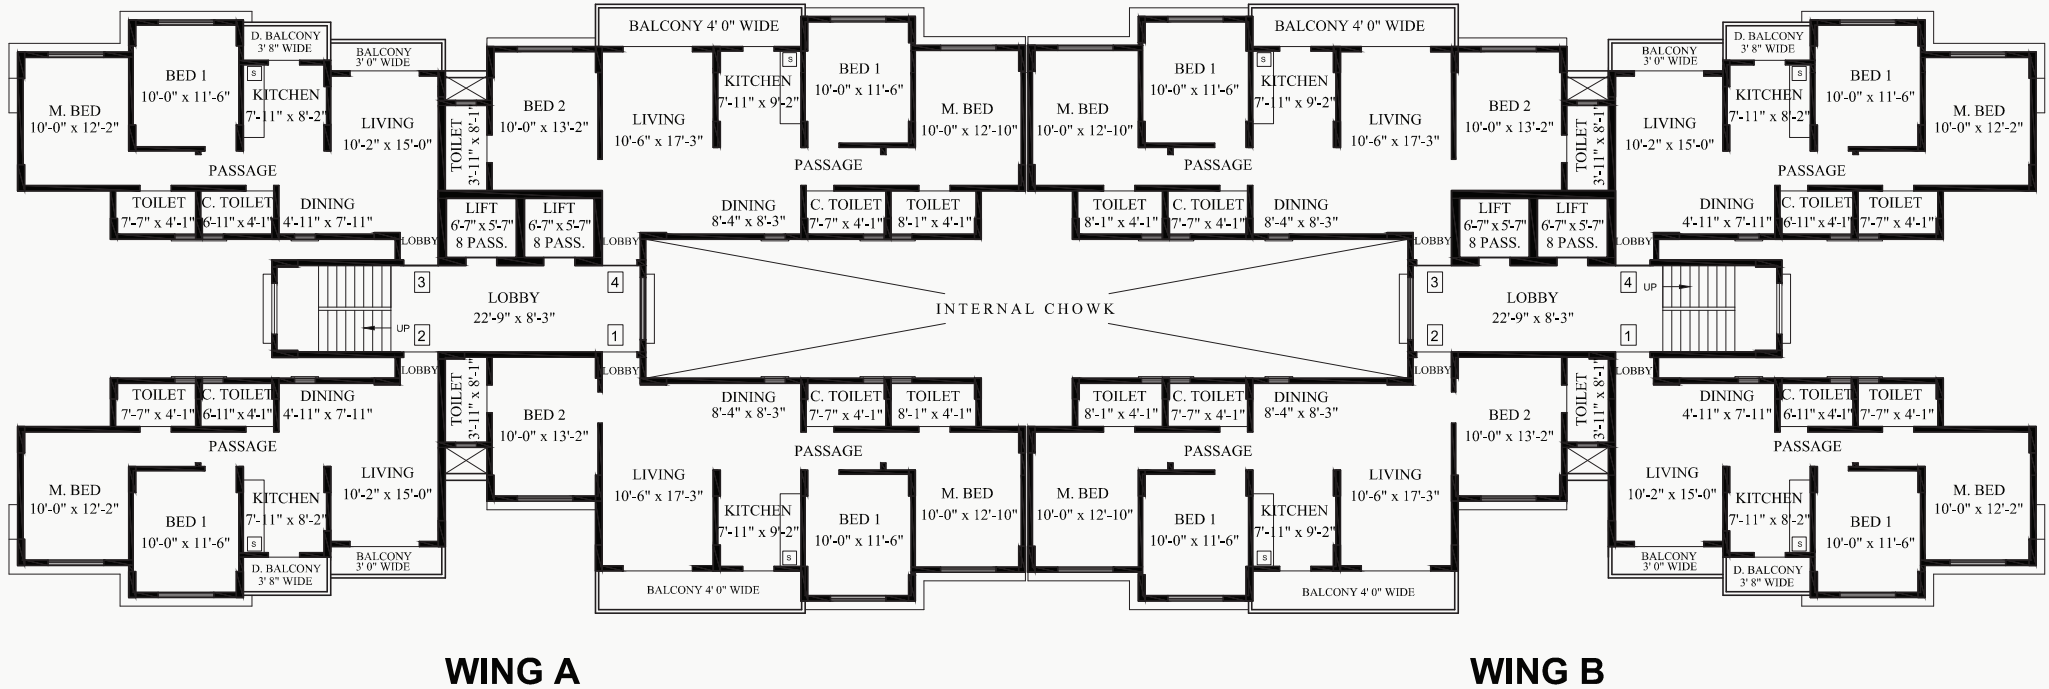 D. BALCONY
3' 8" WIDE
BALCONY
3' 0" WIDE
BED 1
10'-0" x 11'-6"
M. BED
10'-0" x 12'-2"
KITCHEN
7'-11" x 8'-2"
S
LIVING
10'-2" x 15'-0"
PASSAGE
TOILET
7'-7" x 4'-1"
C. TOILET
6-11" x 4'-1"
DINING
4'-11" x 7'-11"
LOBBY
TOILET
3'-11" x 8'-1"
BED 2
10'-0" x 13'-2"
BALCONY 4' 0" WIDE
LIVING
10'-6" x 17'-3"
KITCHEN
7'-11" x 9'-2"
S
BED 1
10'-0" x 11'-6"
M. BED
10'-0" x 12'-10"
PASSAGE
DINING
8'-4" x 8'-3"
C. TOILET
7'-7" x 4'-1"
TOILET
8'-1" x 4'-1"
LIFT
6'-7" x 5'-7"
8 PASS.
LIFT
6'-7" x 5'-7"
8 PASS.
LOBBY
M. BED
10'-0" x 12'-10"
BED 1
10'-0" x 11'-6"
S
KITCHEN
7'-11" x 9'-2"
BALCONY 4' 0" WIDE
LIVING
10'-6" x 17'-3"
BED 2
10'-0" x 13'-2"
TOILET
3'-11" x 8'-1"
PASSAGE
TOILET
8'-1" x 4'-1"
C. TOILET
7'-7" x 4'-1"
DINING
8'-4" x 8'-3"
LOBBY
LIFT
6'-7" x 5'-7"
8 PASS.
LIFT
6'-7" x 5'-7"
8 PASS.
LOBBY
BALCONY
3' 0" WIDE
D. BALCONY
3' 8" WIDE
S
KITCHEN
7'-11" x 8'-2"
BED 1
10'-0" x 11'-6"
M. BED
10'-0" x 12'-2"
LIVING
10'-2" x 15'-0"
PASSAGE
DINING
4'-11" x 7'-11"
C. TOILET
6-11" x 4'-1"
TOILET
7'-7" x 4'-1"
3
4
LOBBY
22'-9" x 8'-3"
UP
2
1
INTERNAL CHOWK
3
4
UP
LOBBY
22'-9" x 8'-3"
2
1
TOILET
7'-7" x 4'-1"
C. TOILET
6-11" x 4'-1"
DINING
4'-11" x 7'-11"
LOBBY
PASSAGE
M. BED
10'-0" x 12'-2"
BED 1
10'-0" x 11'-6"
KITCHEN
7'-11" x 8'-2"
S
LIVING
10'-2" x 15'-0"
D. BALCONY
3' 8" WIDE
BALCONY
3' 0" WIDE
TOILET
3'-11" x 8'-1"
BED 2
10'-0" x 13'-2"
LOBBY
DINING
8'-4" x 8'-3"
C. TOILET
7'-7" x 4'-1"
TOILET
8'-1" x 4'-1"
PASSAGE
LIVING
10'-6" x 17'-3"
KITCHEN
7'-11" x 9'-2"
S
BED 1
10'-0" x 11'-6"
M. BED
10'-0" x 12'-10"
BALCONY 4' 0" WIDE
TOILET
8'-1" x 4'-1"
C. TOILET
7'-7" x 4'-1"
DINING
8'-4" x 8'-3"
LOBBY
PASSAGE
M. BED
10'-0" x 12'-10"
BED 1
10'-0" x 11'-6"
KITCHEN
7'-11" x 9'-2"
S
LIVING
10'-6" x 17'-3"
BALCONY 4' 0" WIDE
BED 2
10'-0" x 13'-2"
TOILET
3'-11" x 8'-1"
LOBBY
DINING
4'-11" x 7'-11"
C. TOILET
6-11" x 4'-1"
TOILET
7'-7" x 4'-1"
PASSAGE
LIVING
10'-2" x 15'-0"
KITCHEN
7'-11" x 8'-2"
S
BED 1
10'-0" x 11'-6"
M. BED
10'-0" x 12'-2"
BALCONY
3' 0" WIDE
D. BALCONY
3' 8" WIDE
WING A
WING B